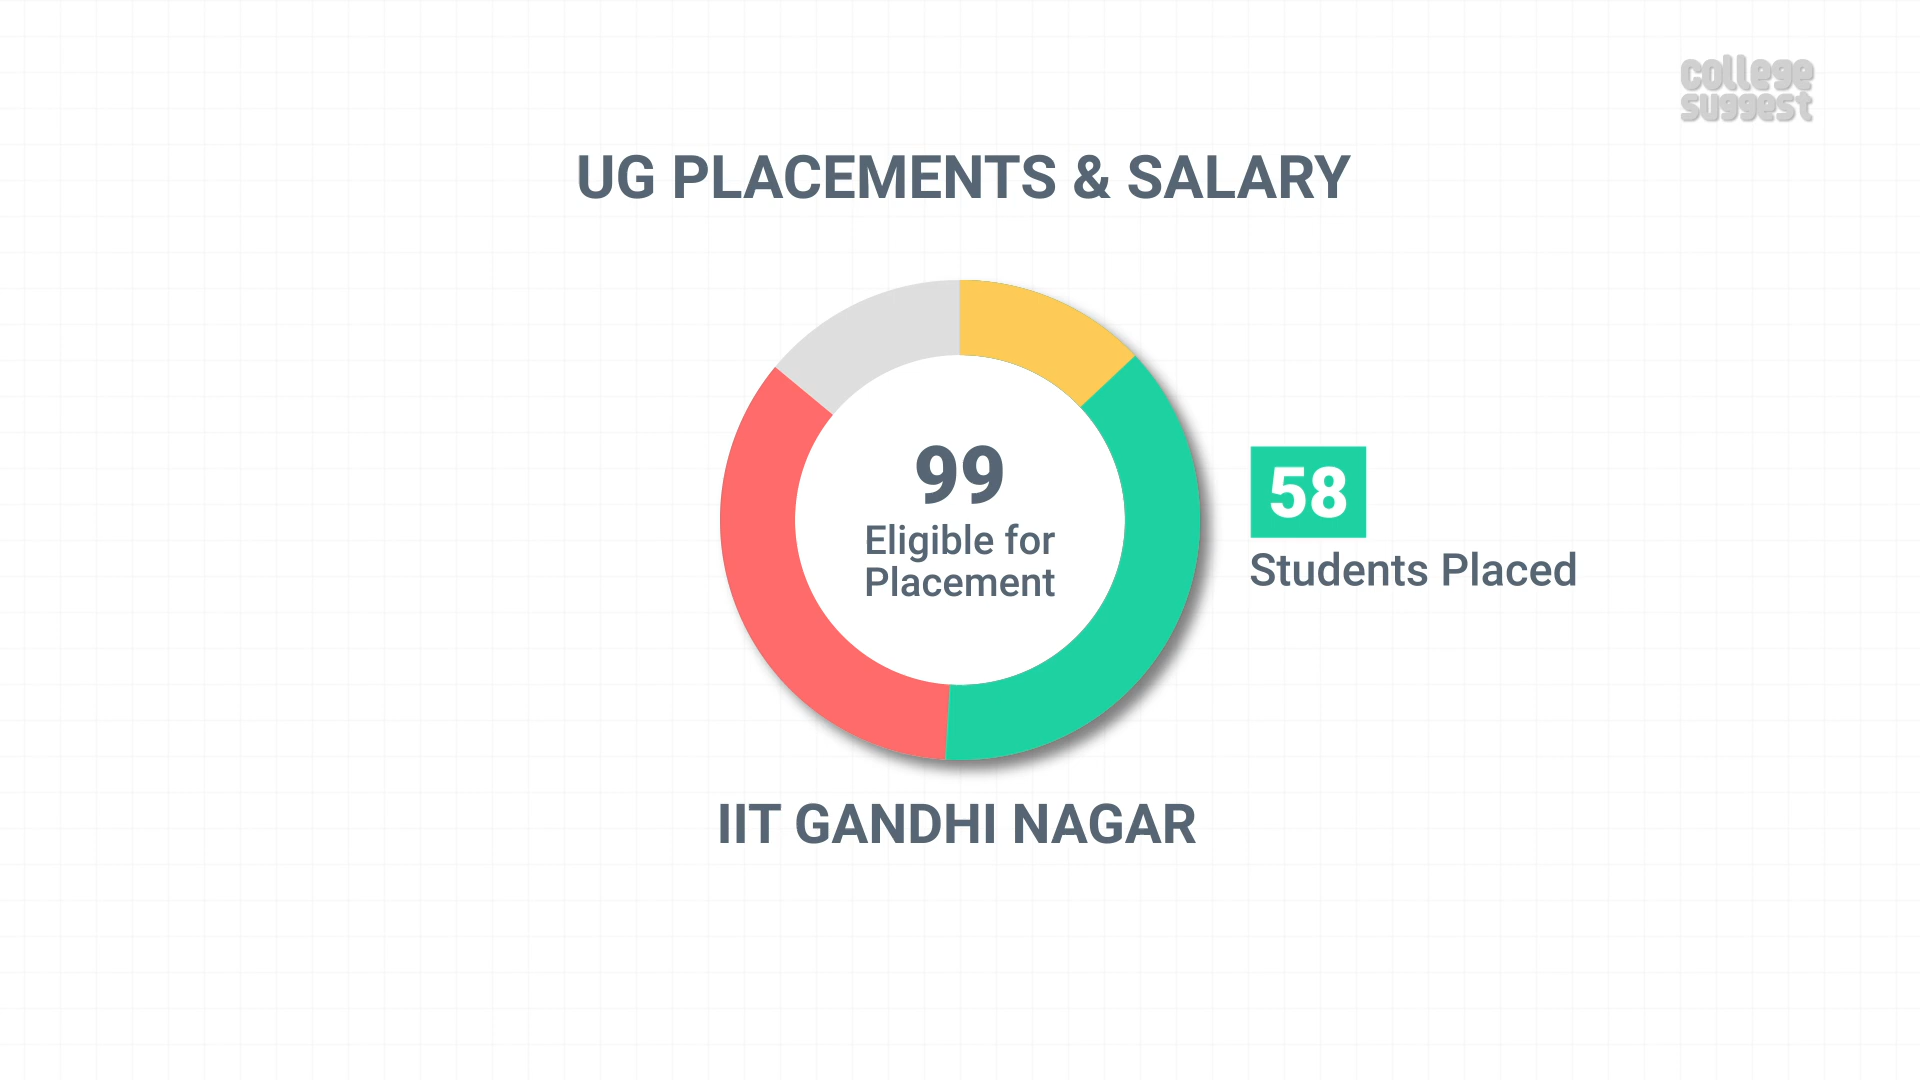 college
suggest
UG PLACEMENTS & SALARY
99
Eligible for
Placement
58
Students Placed
IIT GANDHI NAGAR